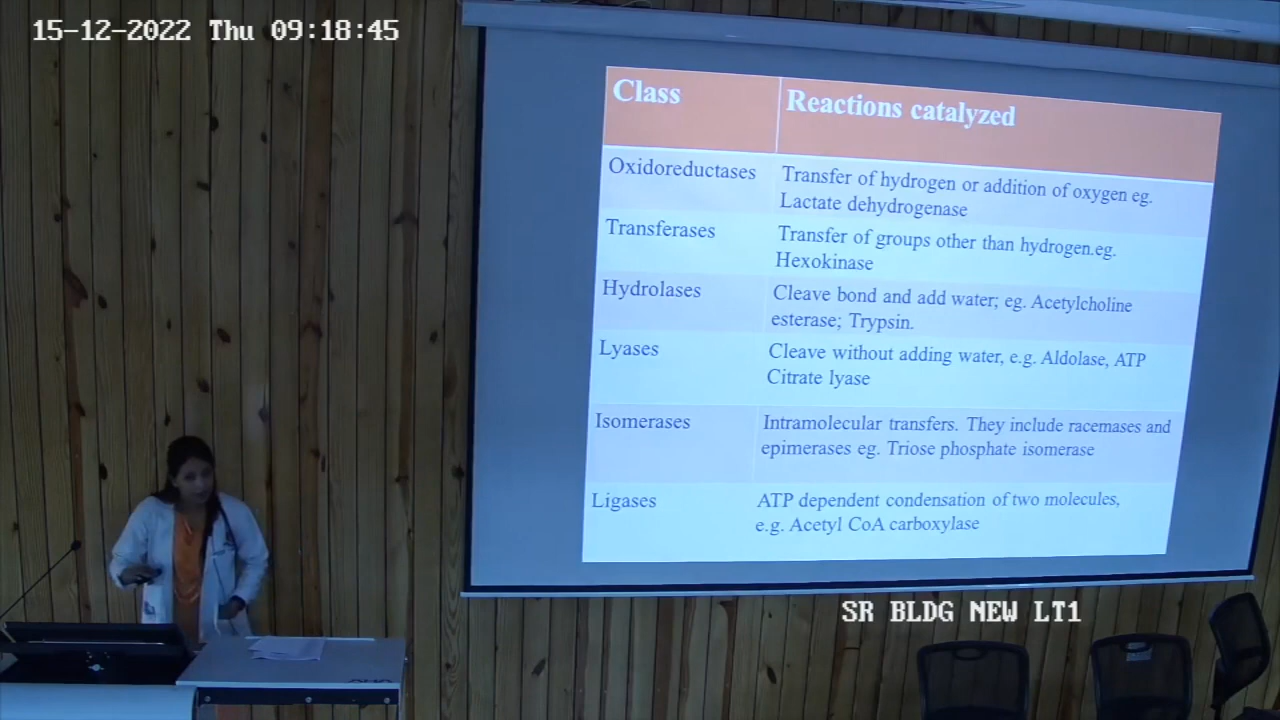 15-12-2022 Thu 09:18:45
Class
Reactions catalyzed
Oxidoreductases
Transfer of hydrogen or addition of oxygen eg.
Lactate dehydrogenase
Transferases
Transfer of groups other than hydrogen.eg.
Hexokinase
Hydrolases
Cleave bond and add water; eg. Acetylcholine
esterase; Trypsin.
Lyases
Cleave without adding water, e.g. Aldolase, ATP
Citrate lyase
Isomerases
Intramolecular transfers. They include racemases and
epimerases eg. Triose phosphate isomerase
Ligases
ATP dependent condensation of two molecules,
e.g. Acetyl CoA carboxylase
SR BLDG NEW LT1